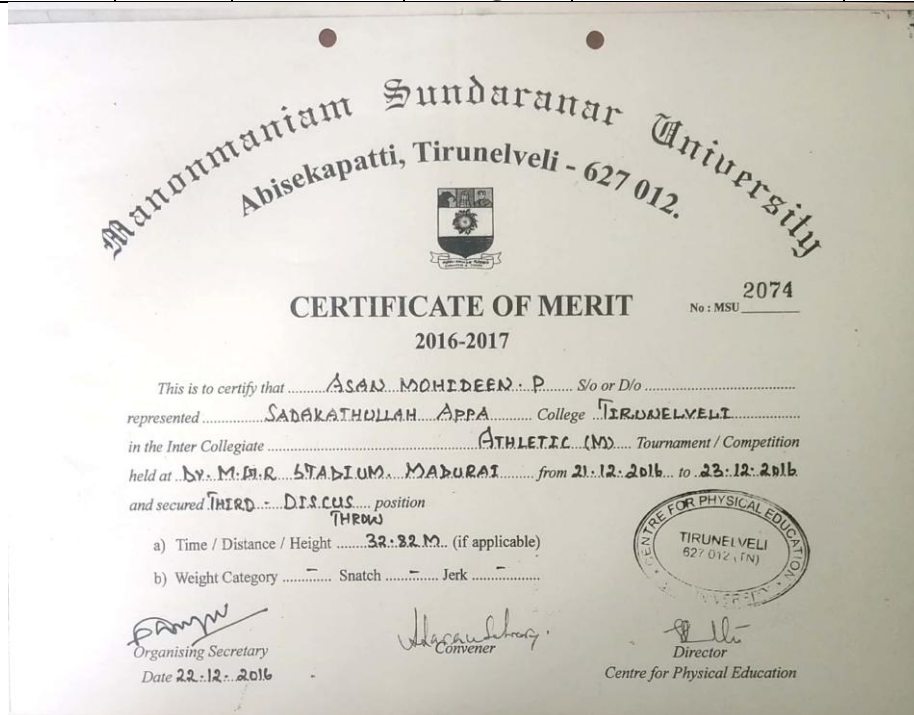 Manonmaniam Sundaranar University
Abisekapatti, Tirunelveli - 627 012.
CERTIFICATE OF MERIT
No : MSU 2074
2016-2017
This is to certify that ASAN MOHIDEEN. P S/o or D/o
represented SADAKATHULLAH APPA College TIRUNELVELI
in the Inter Collegiate ATHLETIC (M) Tournament / Competition
held at Dr. M.G.R STADIUM. MADURAI from 21.12.2016 to 23.12.2016
and secured THIRD - DISCUS position
THROW
a) Time / Distance / Height 32.82 M (if applicable)
b) Weight Category - Snatch - Jerk -
CENTRE FOR PHYSICAL EDUCATION
TIRUNELVELI
627 012 (TN)
UNIVERSITY
Organising Secretary
Convener
Director
Date 22.12.2016
Centre for Physical Education